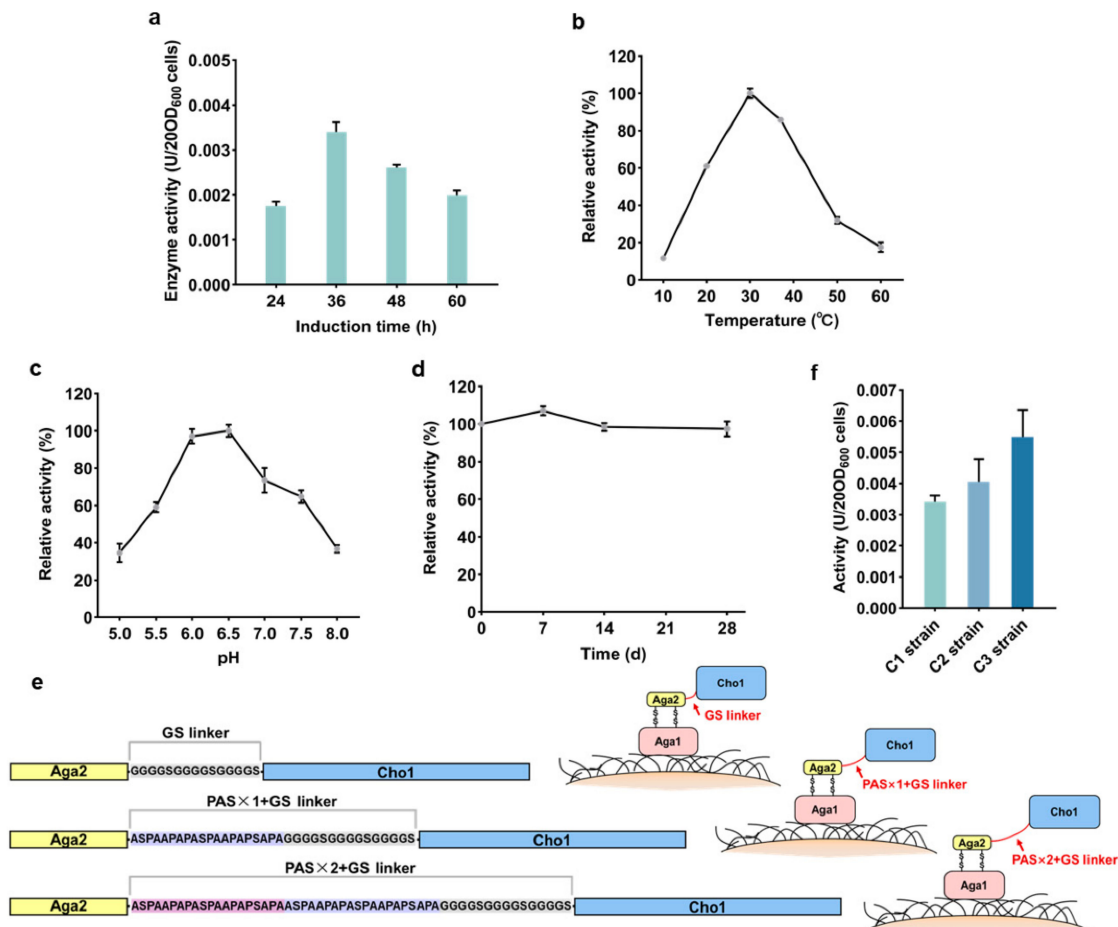 a
Enzyme activity (U/20OD600 cells)
0.005
0.004
0.003
0.002
0.001
0.000
24 36 48 60
Induction time (h)
b
Relative activity (%)
120
100
80
60
40
20
0
10 20 30 40 50 60
Temperature (°C)
c
Relative activity (%)
120
100
80
60
40
20
0
5.0 5.5 6.0 6.5 7.0 7.5 8.0
pH
d
Relative activity (%)
120
100
80
60
40
20
0
0 7 14 21 28
Time (d)
f
Activity (U/20OD600 cells)
0.007
0.006
0.005
0.004
0.003
0.002
0.001
0.000
C1 strain
C2 strain
C3 strain
e
GS linker
Aga2 GGGGSGGGGSGGGGS Cho1
PAS×1+GS linker
Aga2 ASPAAPAPASPAAPAPSAPAGGGGSGGGGSGGGGS Cho1
PAS×2+GS linker
Aga2 ASPAAPAPASPAAPAPSAPAASPAAPAPASPAAPAPSAPAGGGGSGGGGSGGGGS Cho1
Cho1
Aga2
GS linker
S S
S S
Aga1
Cho1
Aga2
PAS×1+GS linker
S S
S S
Aga1
Cho1
Aga2
PAS×2+GS linker
S S
S S
Aga1